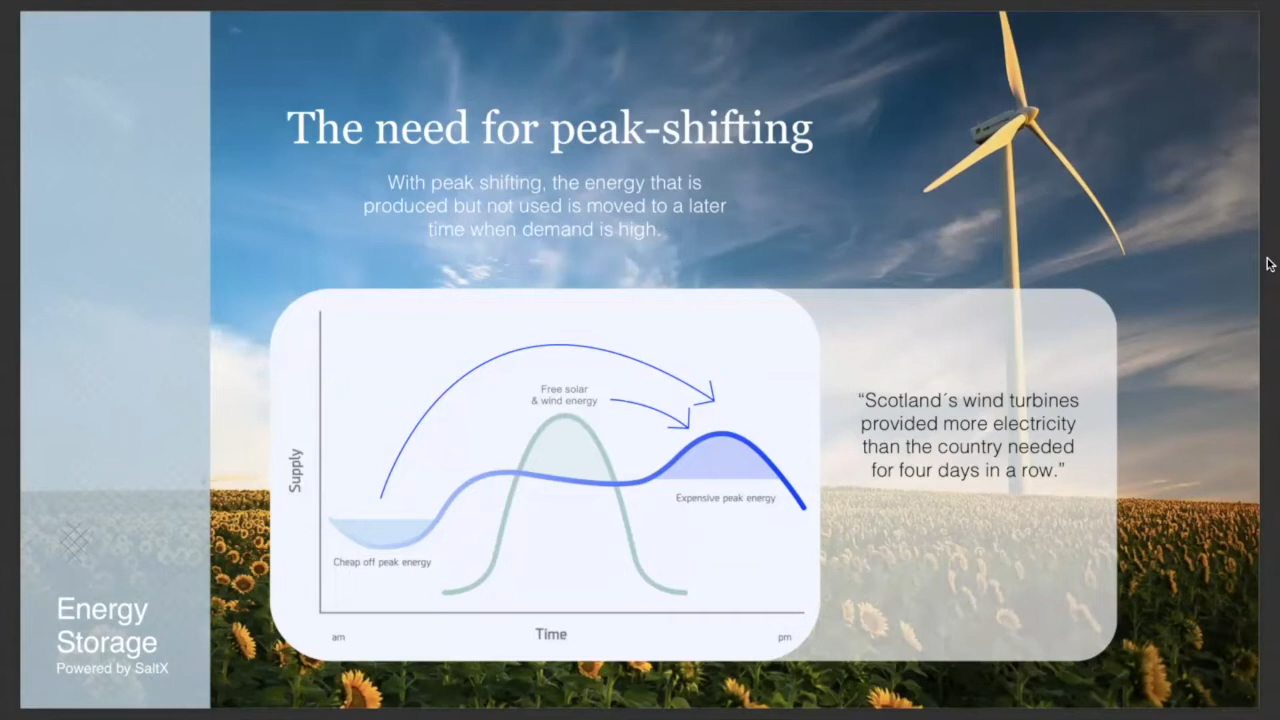 The need for peak-shifting
With peak shifting, the energy that is
produced but not used is moved to a later
time when demand is high.
Free solar
& wind energy
Supply
Expensive peak energy
Cheap off peak energy
am
Time
pm
“Scotland´s wind turbines
provided more electricity
than the country needed
for four days in a row.”
Energy
Storage
Powered by SaltX